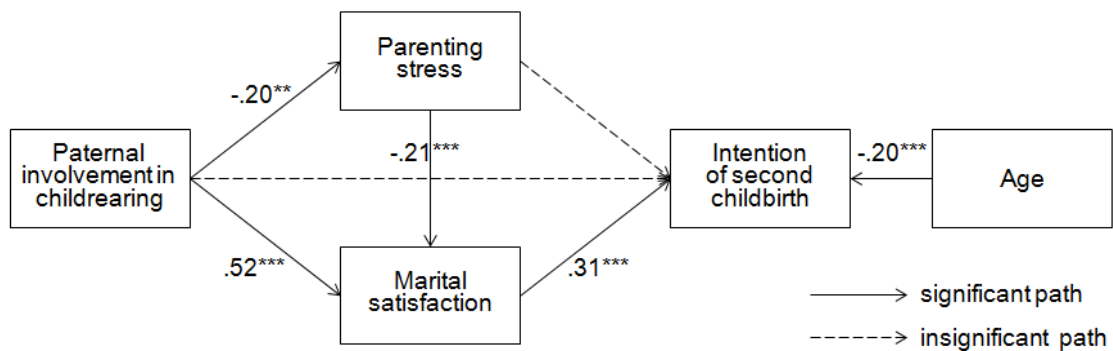 Parenting
stress
-.20**
Paternal
involvement in
childrearing
-.21***
Intention
of second
childbirth
-.20***
Age
.52***
Marital
satisfaction
.31***
significant path
insignificant path